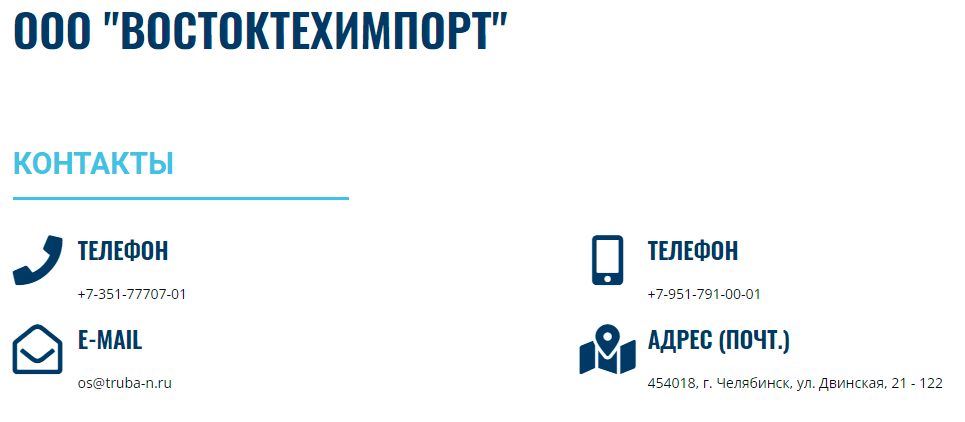 ООО "ВОСТОКТЕХИМПОРТ"
КОНТАКТЫ
ТЕЛЕФОН
+7-351-77707-01
ТЕЛЕФОН
+7-951-791-00-01
E-MAIL
os@truba-n.ru
АДРЕС (ПОЧТ.)
454018, г. Челябинск, ул. Двинская, 21 - 122